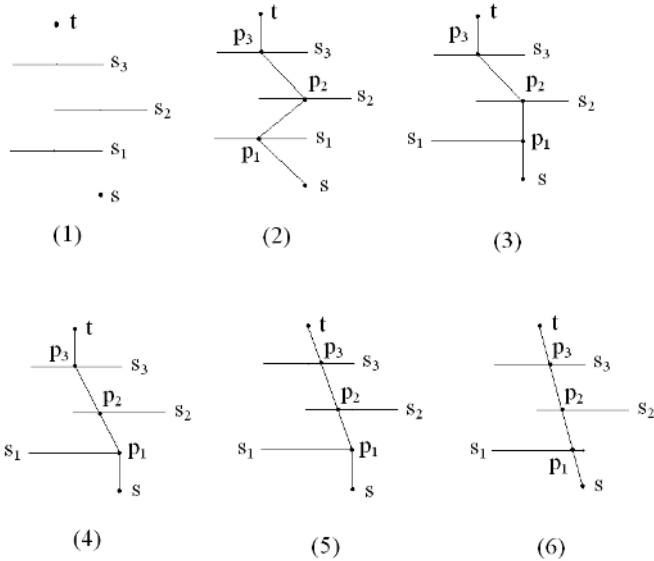 t
s₃
s₂
s₁
s
(1)
t
p₃
s₃
p₂
s₂
s₁
p₁
s
(2)
t
p₃
s₃
p₂
s₂
s₁
p₁
s
(3)
t
p₃
s₃
p₂
s₂
s₁
p₁
s
(4)
t
p₃
s₃
p₂
s₂
s₁
p₁
s
(5)
t
p₃
s₃
p₂
s₂
s₁
p₁
s
(6)